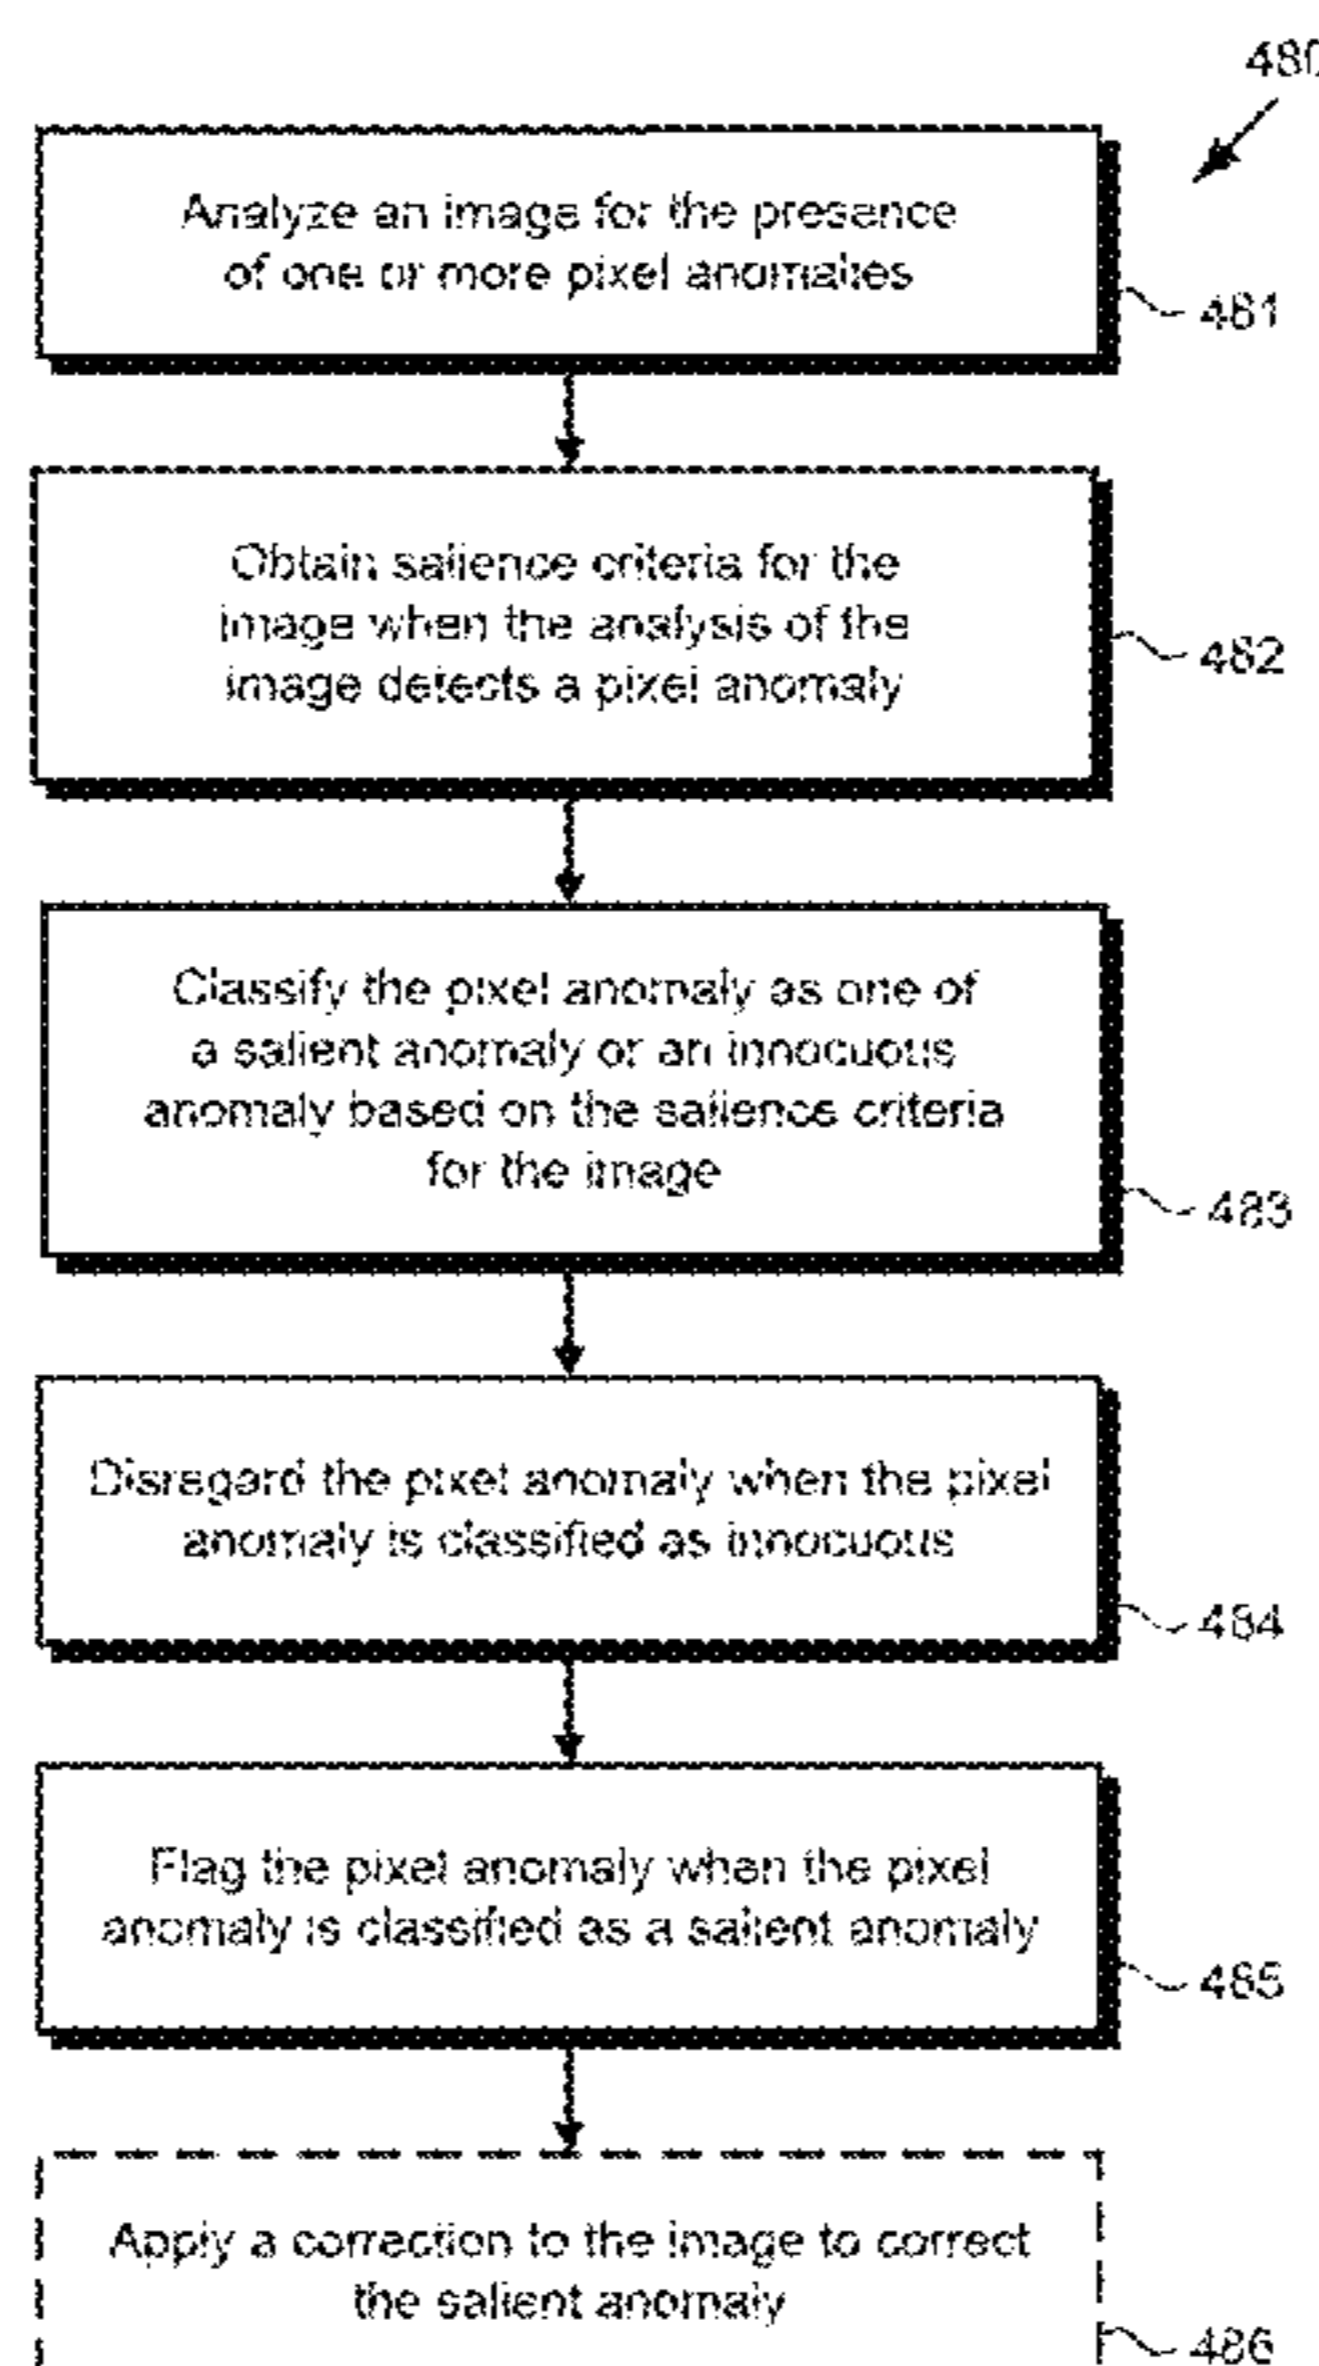 480
Analyze an image for the presence
of one or more pixel anomalies
481
Obtain salience criteria for the
image when the analysis of the
image detects a pixel anomaly
482
Classify the pixel anomaly as one of
a salient anomaly or an innocuous
anomaly based on the salience criteria
for the image
483
Disregard the pixel anomaly when the pixel
anomaly is classified as innocuous
484
Flag the pixel anomaly when the pixel
anomaly is classified as a salient anomaly
485
Apply a correction to the image to correct
the salient anomaly
486